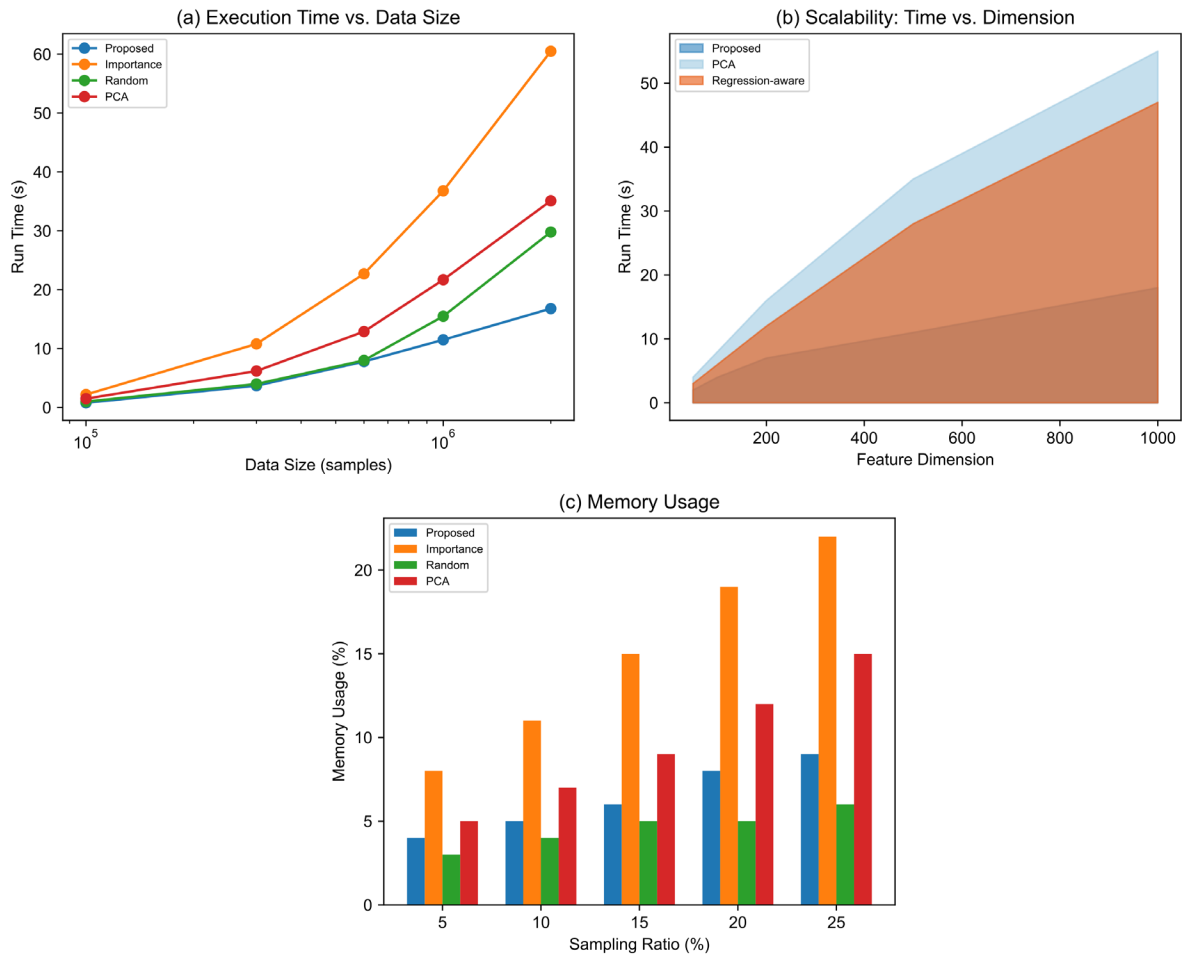 (a) Execution Time vs. Data Size
Proposed
Importance
Random
PCA
60
50
40
30
20
10
0
Run Time (s)
10^5
10^6
Data Size (samples)
(b) Scalability: Time vs. Dimension
Proposed
PCA
Regression-aware
50
40
30
20
10
0
Run Time (s)
200
400
600
800
1000
Feature Dimension
(c) Memory Usage
Proposed
Importance
Random
PCA
20
15
10
5
0
Memory Usage (%)
5
10
15
20
25
Sampling Ratio (%)